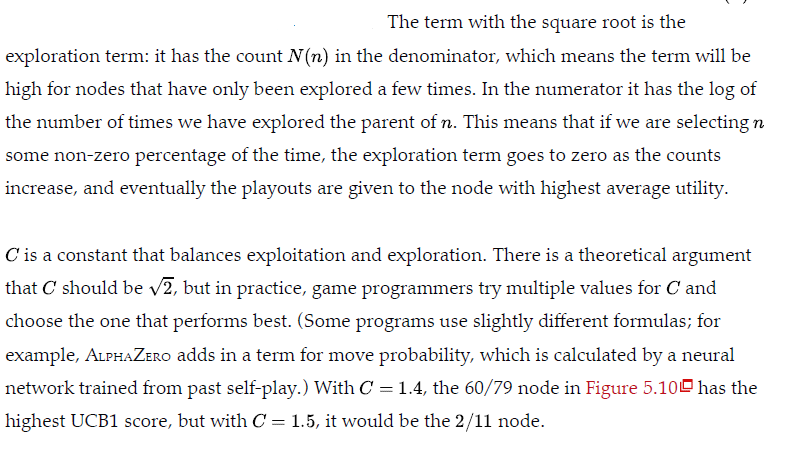 The term with the square root is the
exploration term: it has the count N(n) in the denominator, which means the term will be
high for nodes that have only been explored a few times. In the numerator it has the log of
the number of times we have explored the parent of n. This means that if we are selecting n
some non-zero percentage of the time, the exploration term goes to zero as the counts
increase, and eventually the playouts are given to the node with highest average utility.
C is a constant that balances exploitation and exploration. There is a theoretical argument
that C should be √2, but in practice, game programmers try multiple values for C and
choose the one that performs best. (Some programs use slightly different formulas; for
example, ALPHAZERO adds in a term for move probability, which is calculated by a neural
network trained from past self-play.) With C = 1.4, the 60/79 node in Figure 5.10 has the
highest UCB1 score, but with C = 1.5, it would be the 2/11 node.